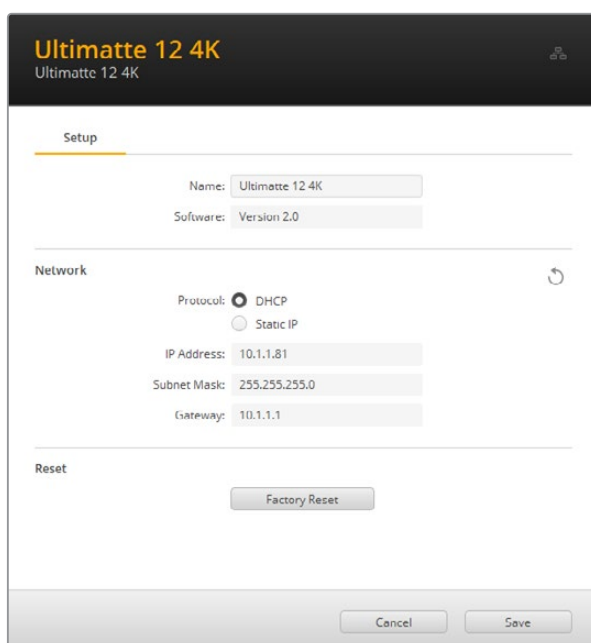 Ultimatte 12 4K
Ultimatte 12 4K
Setup
Name: Ultimatte 12 4K
Software: Version 2.0
Network
Protocol: DHCP
Static IP
IP Address: 10.1.1.81
Subnet Mask: 255.255.255.0
Gateway: 10.1.1.1
Reset
Factory Reset
Cancel Save